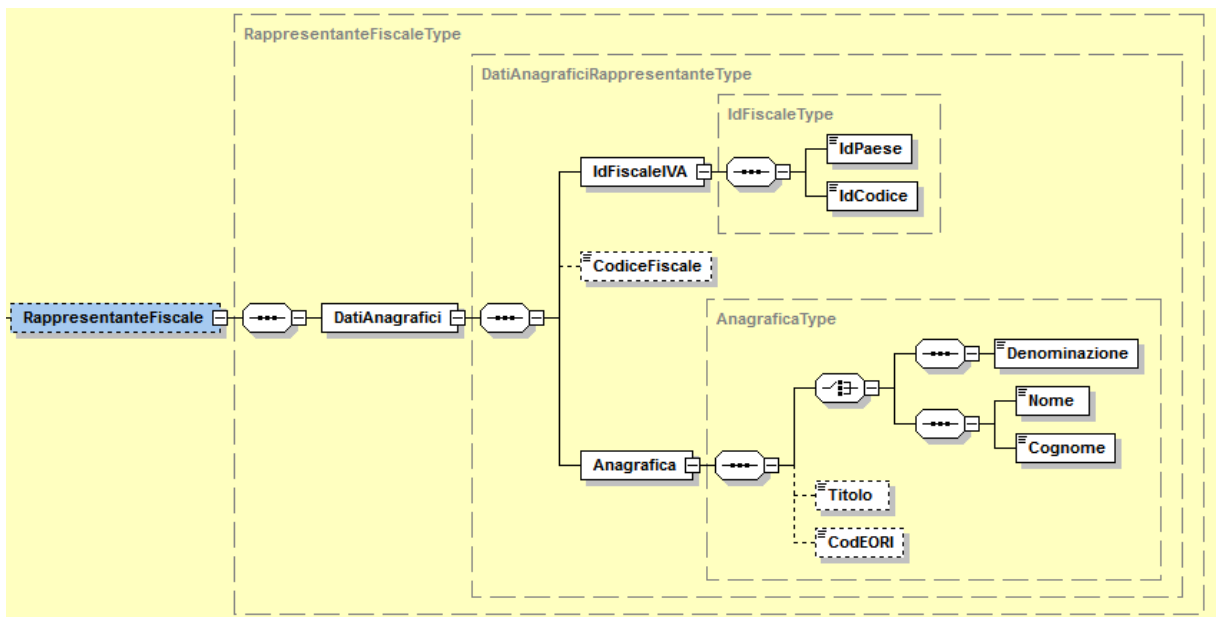 RappresentanteFiscaleType
DatiAnagraficiRappresentanteType
IdFiscaleType
IdPaese
IdFiscaleIVA
IdCodice
CodiceFiscale
RappresentanteFiscale
DatiAnagrafici
AnagraficaType
Denominazione
Nome
Cognome
Anagrafica
Titolo
CodEORI